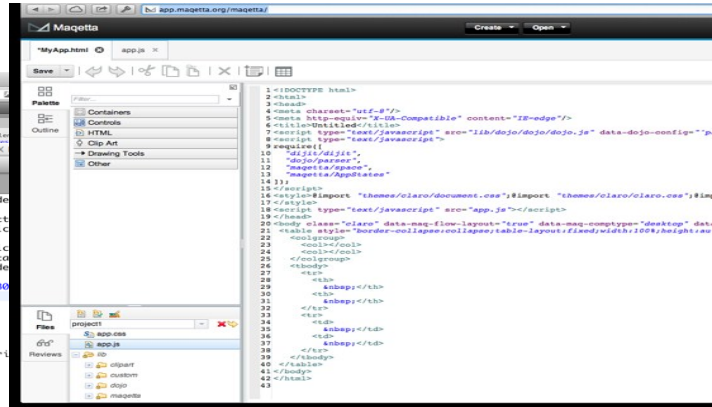 app.maqetta.org/maqetta/
Maqetta
Create
Open
*MyApp.html
app.js
Save
Palette
Outline
Filter...
Containers
Controls
HTML
Clip Art
Drawing Tools
Other
1 <!DOCTYPE html>
2 <html>
3 <head>
4 <meta charset="utf-8"/>
5 <meta http-equiv="X-UA-Compatible" content="IE=edge"/>
6 <title>Untitled</title>
7 <script type="text/javascript" src="lib/dojo/dojo/dojo.js" data-dojo-config="'pa
8 <script type="text/javascript">
9 require([
10 "dijit/dijit",
11 "dojo/parser",
12 "maqetta/space",
13 "maqetta/AppStates"
14 ]);
15 </script>
16 <style>@import "themes/claro/document.css";@import "themes/claro/claro.css";@imp
17 </style>
18 <script type="text/javascript" src="app.js"></script>
19 </head>
20 <body class="claro" data-maq-flow-layout="true" data-maq-comptype="desktop" data
21 <table style="border-collapse:collapse;table-layout:fixed;width:100%;height:au
22 <colgroup>
23 <col></col>
24 <col></col>
25 </colgroup>
26 <tbody>
27 <tr>
28 <th>
29 &nbsp;</th>
30 <th>
31 &nbsp;</th>
32 </tr>
33 <tr>
34 <td>
35 &nbsp;</td>
36 <td>
37 &nbsp;</td>
38 </tr>
39 </tbody>
40 </table>
41 </body>
42 </html>
43
Files
Reviews
project1
app.css
app.js
lib
clipart
custom
dojo
maqetta